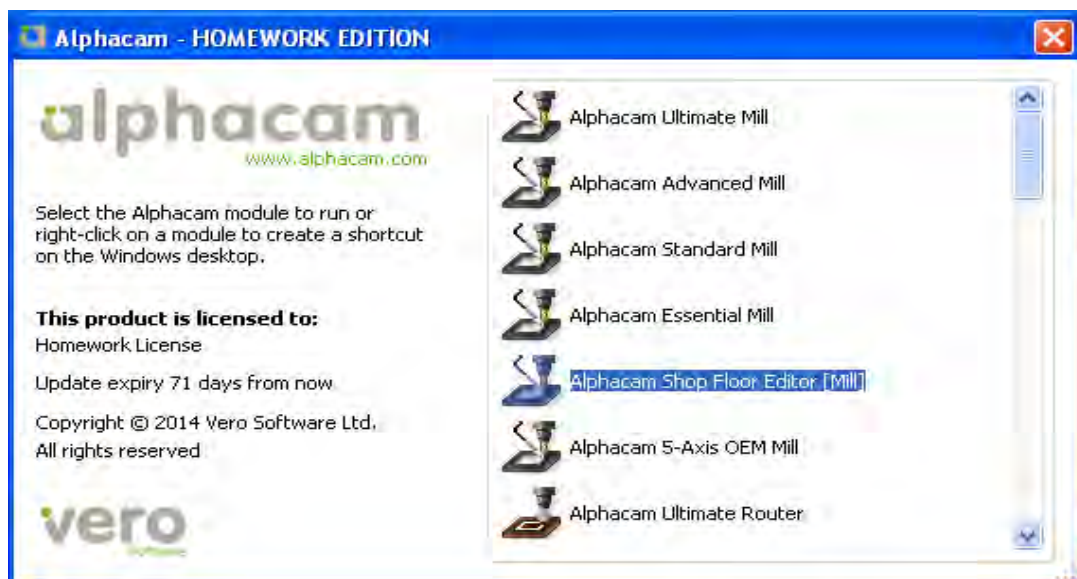 Alphacam - HOMEWORK EDITION
alphacam
www.alphacam.com
Select the Alphacam module to run or
right-click on a module to create a shortcut
on the Windows desktop.
This product is licensed to:
Homework License
Update expiry 71 days from now
Copyright © 2014 Vero Software Ltd.
All rights reserved
vero
software
Alphacam Ultimate Mill
Alphacam Advanced Mill
Alphacam Standard Mill
Alphacam Essential Mill
Alphacam Shop Floor Editor [Mill]
Alphacam 5-Axis OEM Mill
Alphacam Ultimate Router